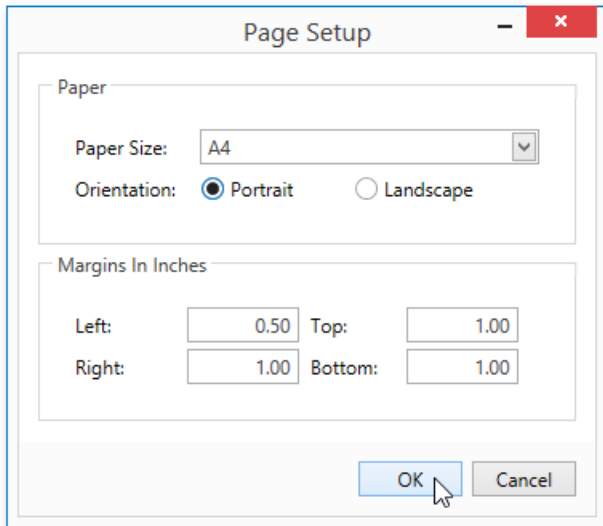 Page Setup
Paper
Paper Size: A4
Orientation: Portrait Landscape
Margins In Inches
Left: 0.50 Top: 1.00
Right: 1.00 Bottom: 1.00
OK Cancel